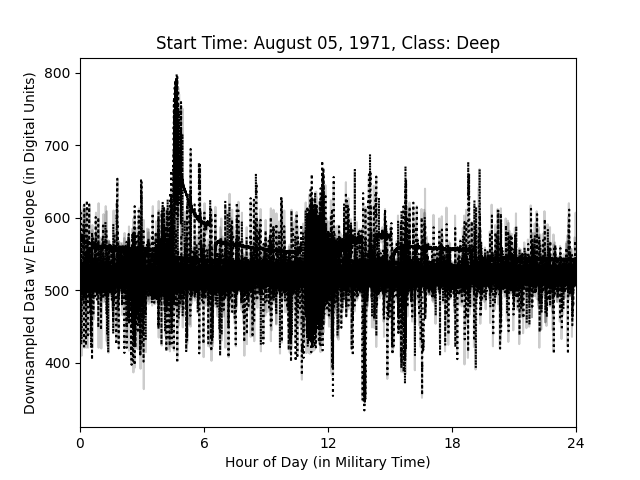 Start Time: August 05, 1971, Class: Deep
Downsampled Data w/ Envelope (in Digital Units)
800
700
600
500
400
0 6 12 18 24
Hour of Day (in Military Time)